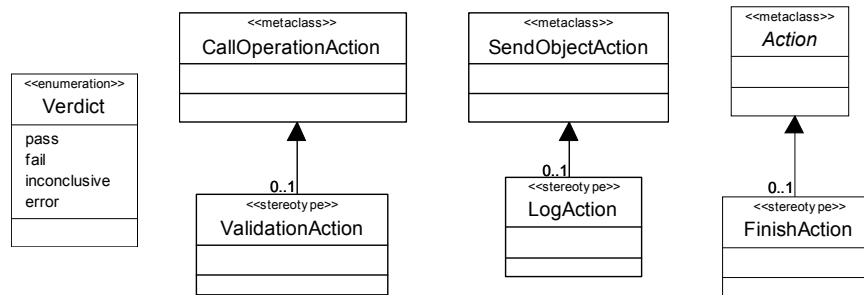 <<enumeration>>
Verdict
pass
fail
inconclusive
error
<<metaclass>>
CallOperationAction
0..1
<<stereotype>>
ValidationAction
<<metaclass>>
SendObjectAction
0..1
<<stereotype>>
LogAction
<<metaclass>>
Action
0..1
<<stereotype>>
FinishAction